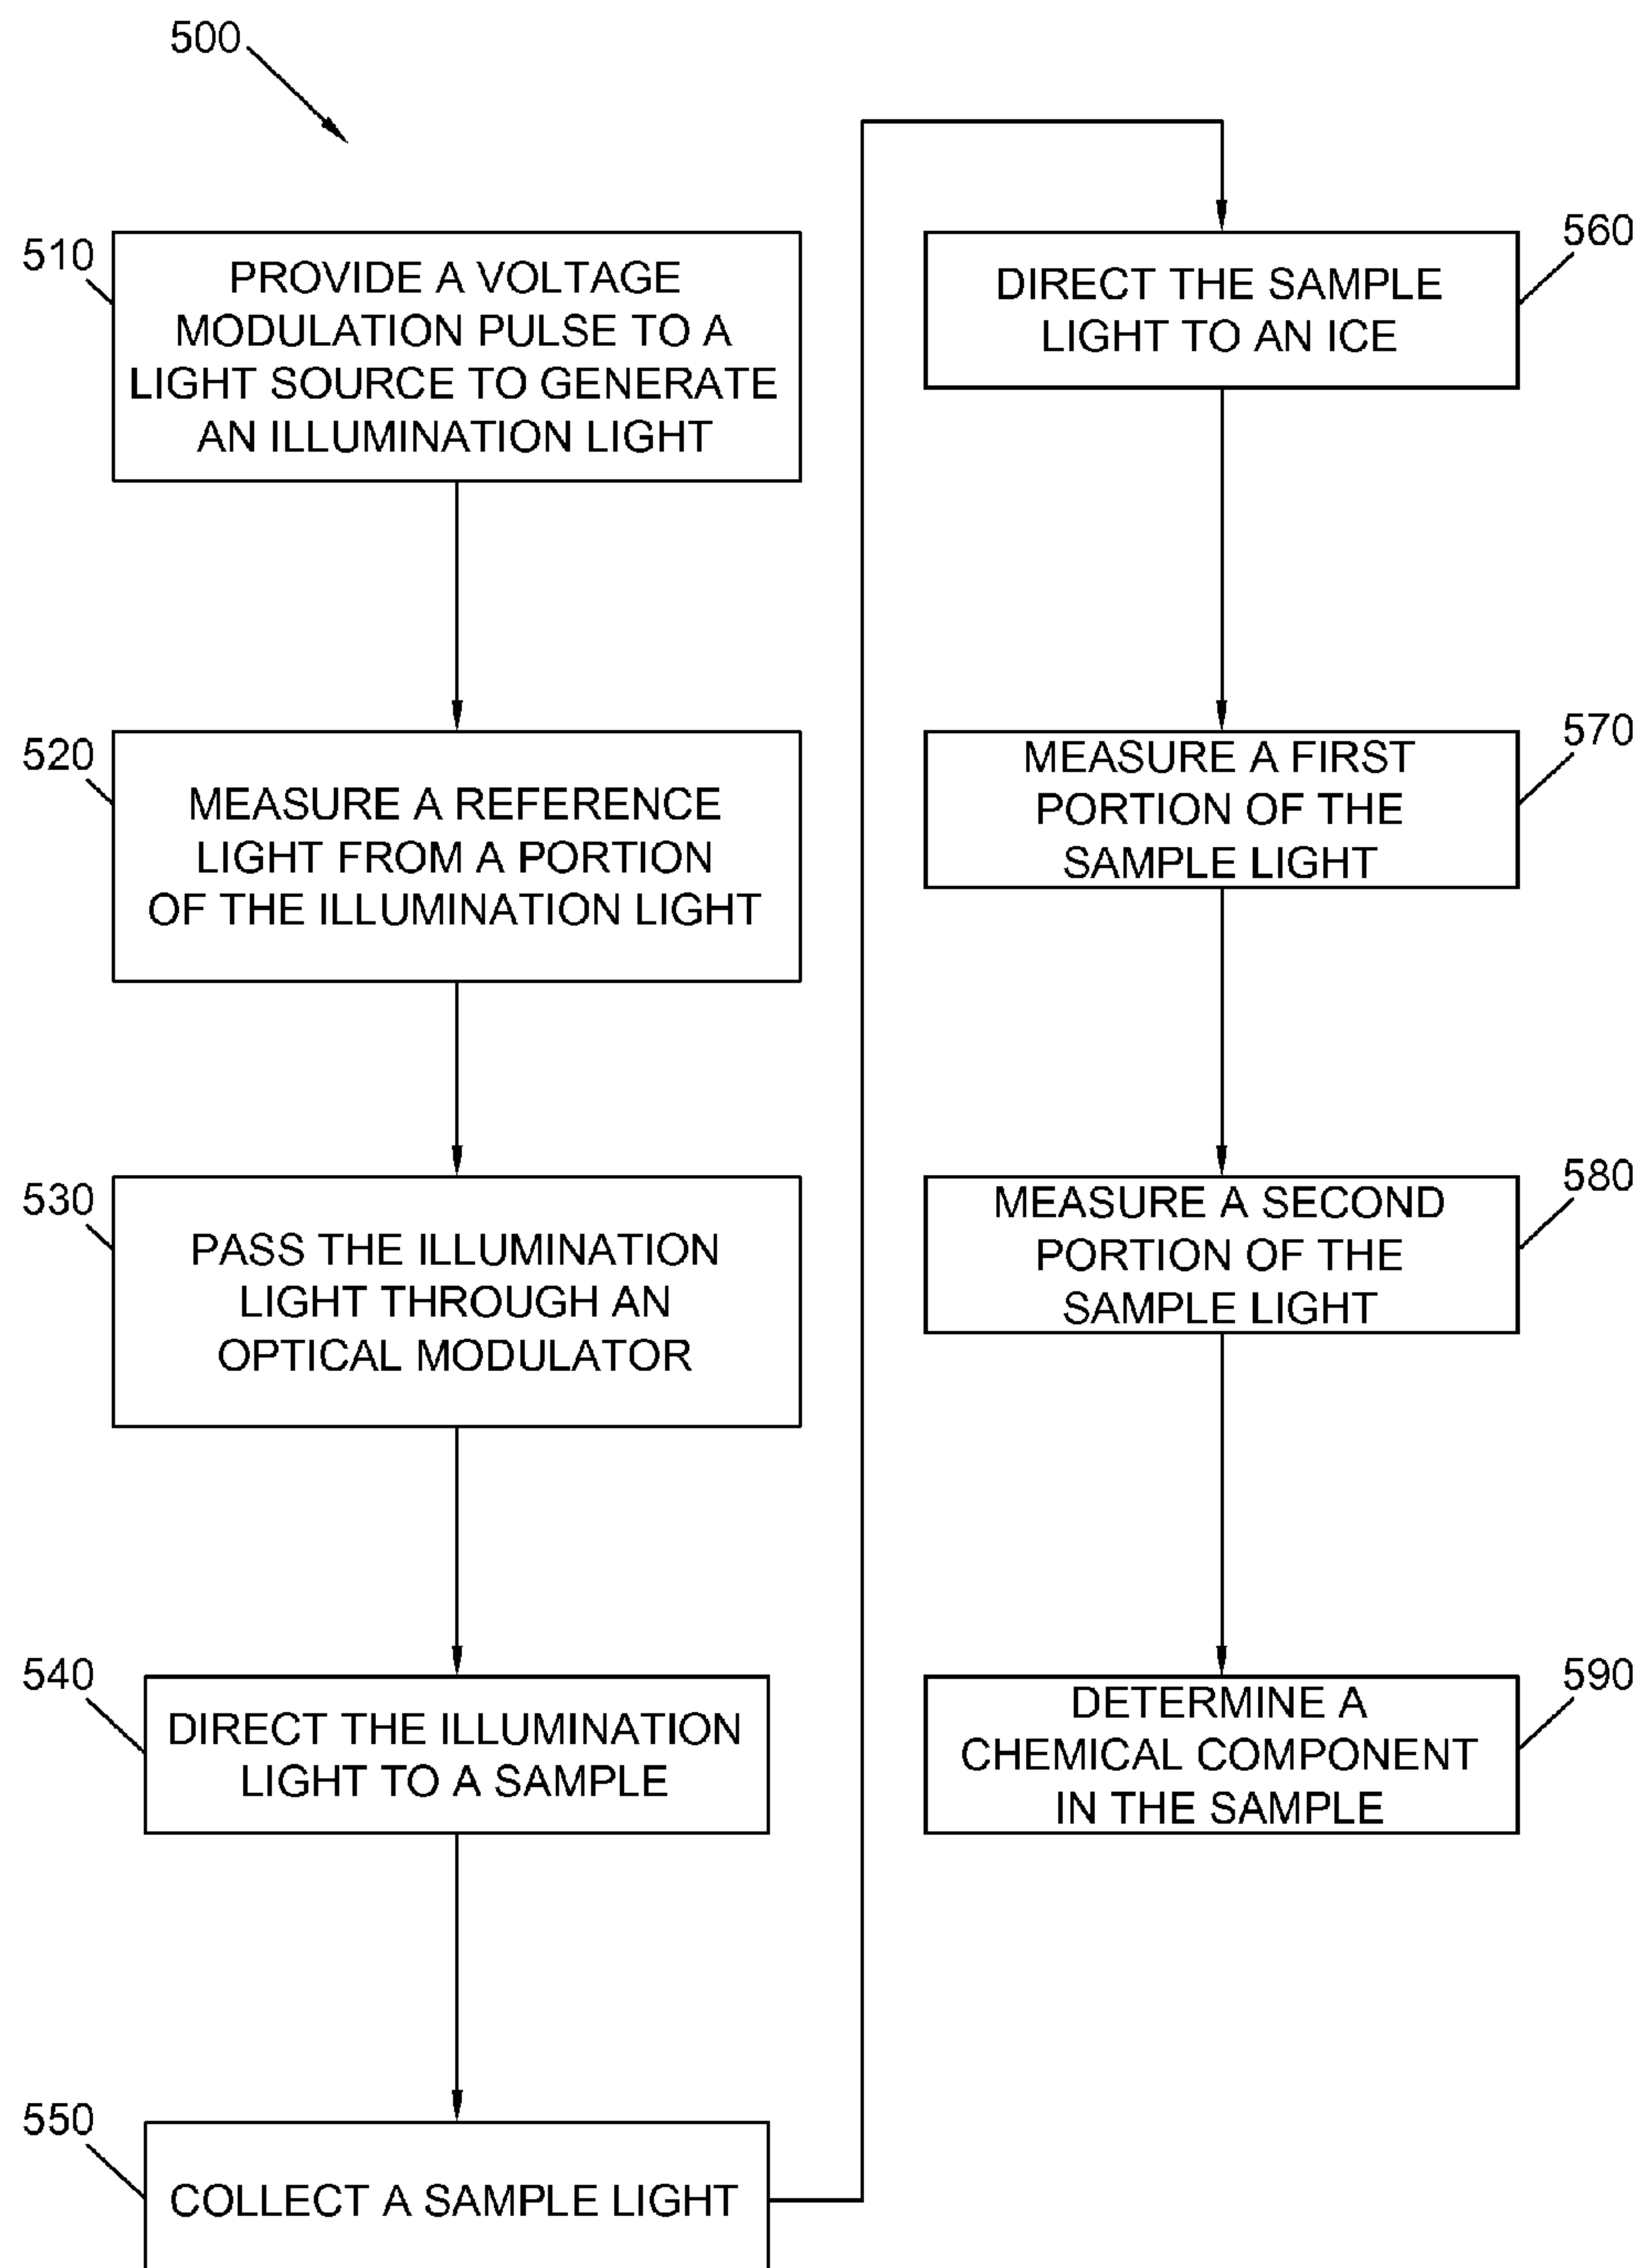 500
510
PROVIDE A VOLTAGE
MODULATION PULSE TO A
LIGHT SOURCE TO GENERATE
AN ILLUMINATION LIGHT
520
MEASURE A REFERENCE
LIGHT FROM A PORTION
OF THE ILLUMINATION LIGHT
530
PASS THE ILLUMINATION
LIGHT THROUGH AN
OPTICAL MODULATOR
540
DIRECT THE ILLUMINATION
LIGHT TO A SAMPLE
550
COLLECT A SAMPLE LIGHT
560
DIRECT THE SAMPLE
LIGHT TO AN ICE
570
MEASURE A FIRST
PORTION OF THE
SAMPLE LIGHT
580
MEASURE A SECOND
PORTION OF THE
SAMPLE LIGHT
590
DETERMINE A
CHEMICAL COMPONENT
IN THE SAMPLE